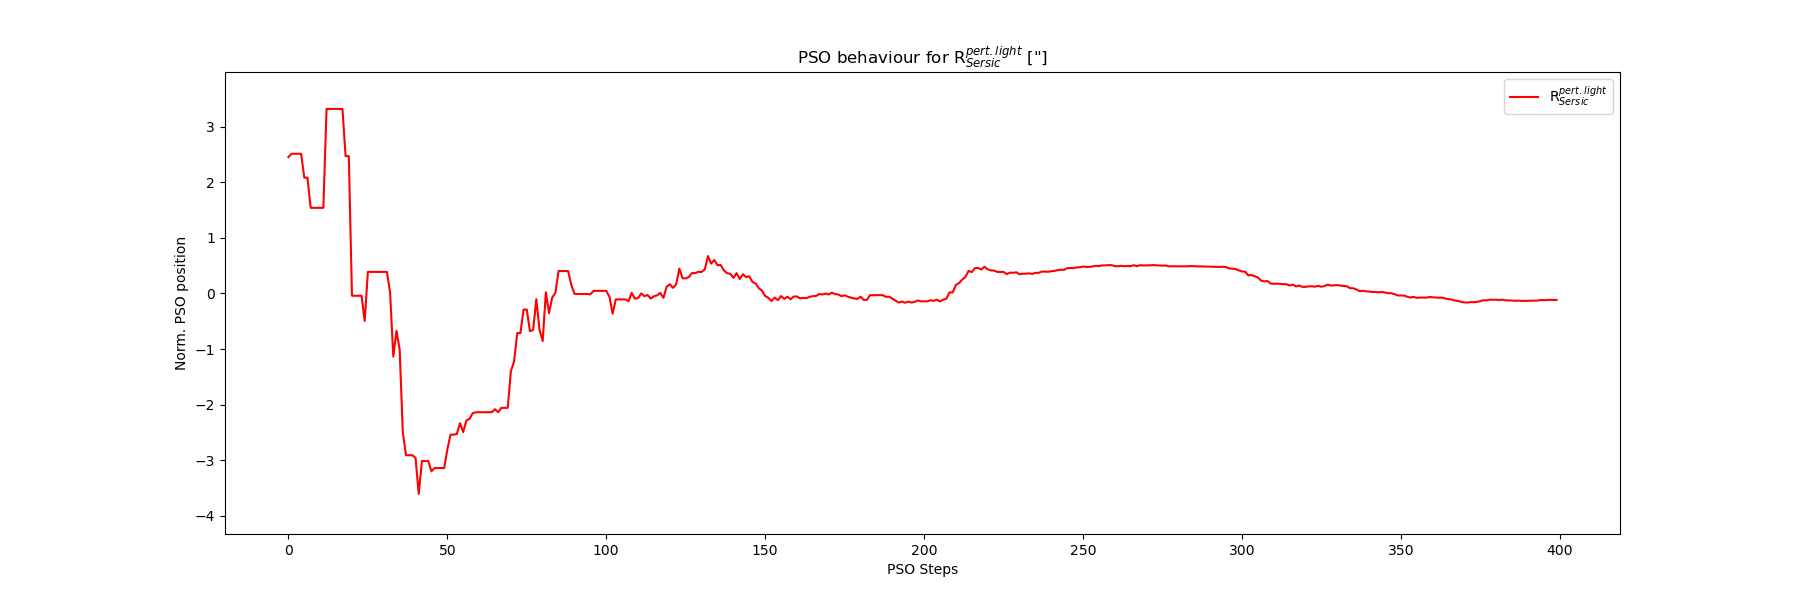 PSO behaviour for R$^{pert.light}_{Sersic}$ ["]
R$^{pert.light}_{Sersic}$
3
2
1
0
−1
−2
−3
−4
Norm. PSO position
0 50 100 150 200 250 300 350 400
PSO Steps